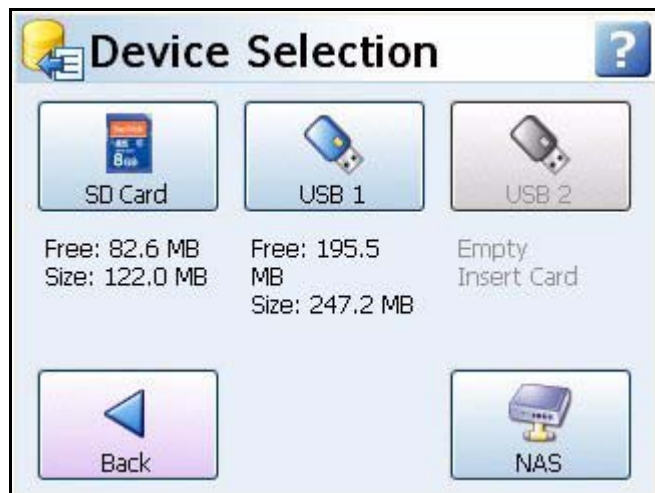 Device Selection
?
SD Card
USB 1
USB 2
Free: 82.6 MB
Size: 122.0 MB
Free: 195.5
MB
Size: 247.2 MB
Empty
Insert Card
Back
NAS